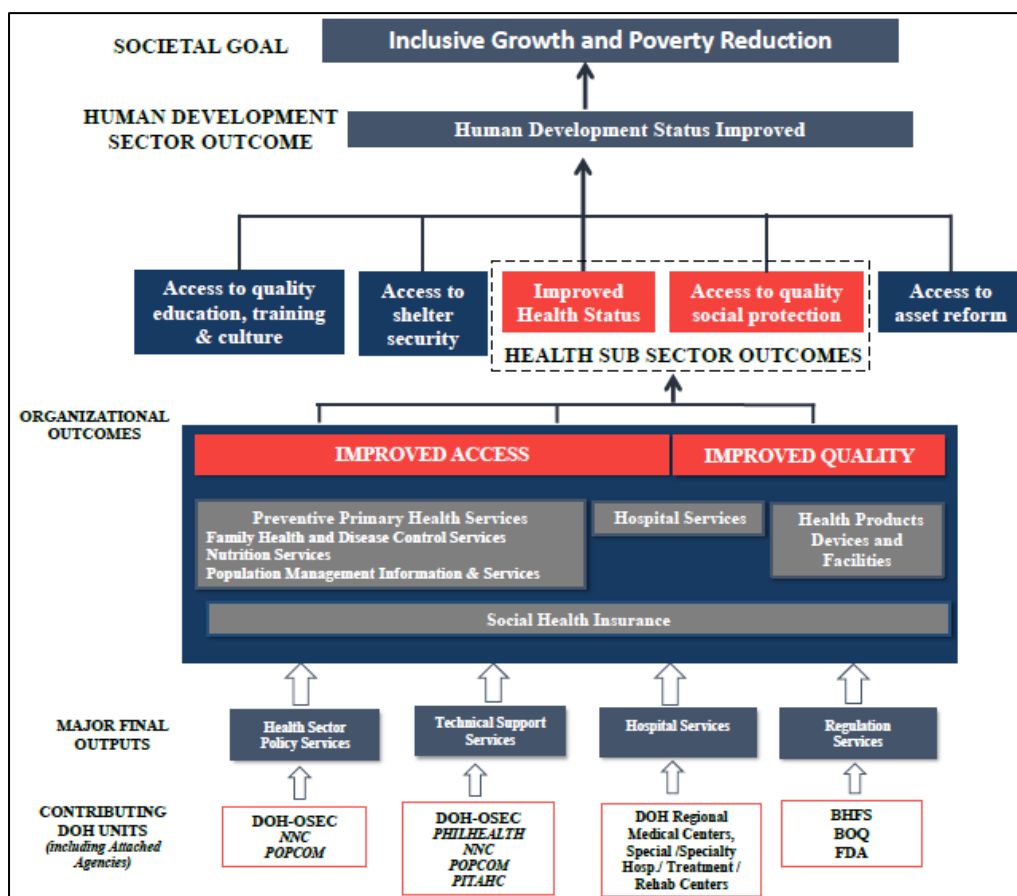 SOCIETAL GOAL
Inclusive Growth and Poverty Reduction
HUMAN DEVELOPMENT
SECTOR OUTCOME
Human Development Status Improved
Access to quality
education, training
& culture
Access to
shelter
security
Improved
Health Status
Access to quality
social protection
Access to
asset reform
HEALTH SUB SECTOR OUTCOMES
ORGANIZATIONAL
OUTCOMES
IMPROVED ACCESS
IMPROVED QUALITY
Preventive Primary Health Services
Family Health and Disease Control Services
Nutrition Services
Population Management Information & Services
Hospital Services
Health Products
Devices and
Facilities
Social Health Insurance
MAJOR FINAL
OUTPUTS
Health Sector
Policy Services
Technical Support
Services
Hospital Services
Regulation
Services
CONTRIBUTING
DOH UNITS
(including Attached
Agencies)
DOH-OSEC
NNC
POPCOM
DOH-OSEC
PHILHEALTH
NNC
POPCOM
PITAHC
DOH Regional
Medical Centers,
Special /Specialty
Hosp./ Treatment /
Rehab Centers
BHFS
BOQ
FDA